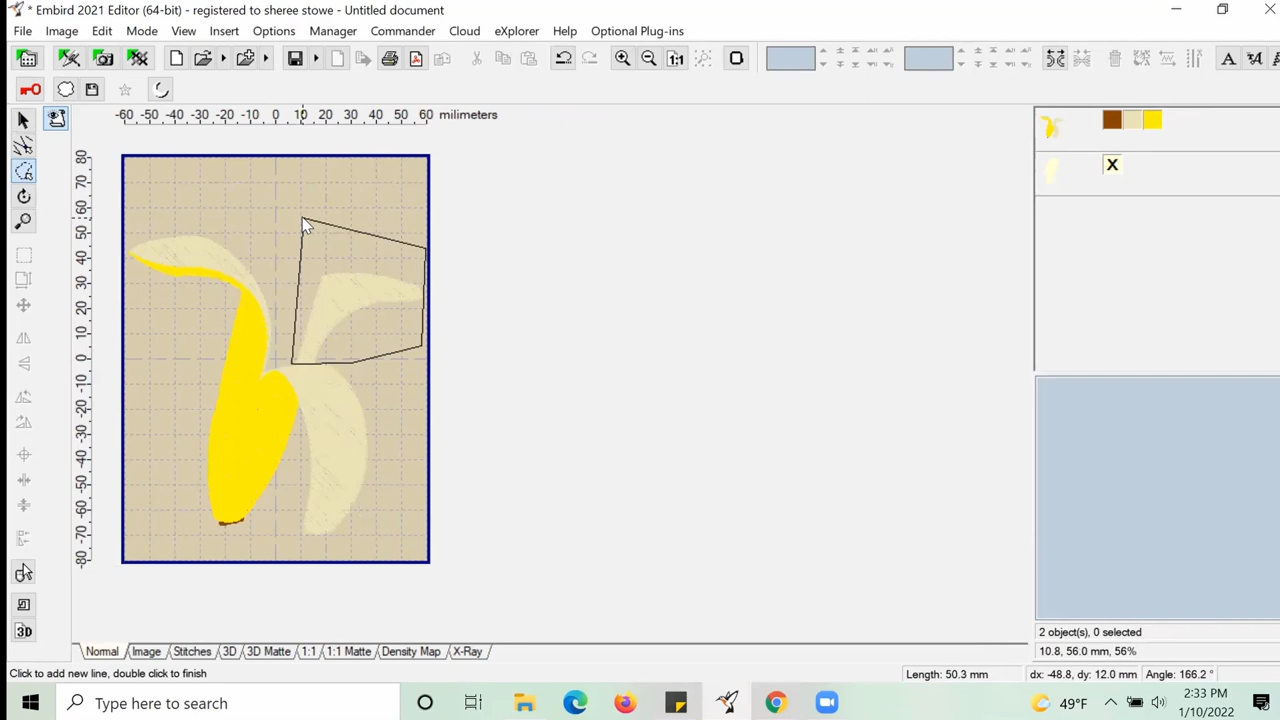 * Embird 2021 Editor (64-bit) - registered to sheree stowe - Untitled document
File Image Edit Mode View Insert Options Manager Commander Cloud eXplorer Help Optional Plug-ins
1:1 A A
-60 -50 -40 -30 -20 -10 0 10 20 30 40 50 60 milimeters
80
70
60
50
40
30
20
10
0
-10
-20
-30
-40
-50
-60
-70
-80
X
3D
Normal Image Stitches 3D 3D Matte 1:1 1:1 Matte Density Map X-Ray
2 object(s), 0 selected
10.8, 56.0 mm, 56%
Click to add new line, double click to finish
Length: 50.3 mm dx: -48.8, dy: 12.0 mm Angle: 166.2 °
Type here to search
49°F
2:33 PM
1/10/2022